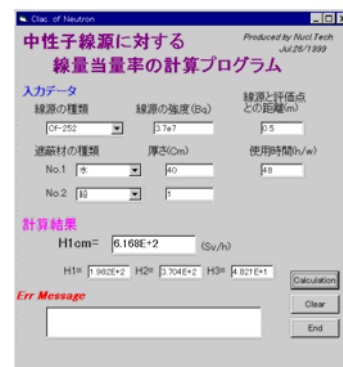 Clac. of Neutron
中性子線源に対する
線量当量率の計算プログラム
Produced by Nucl.Tech
Jul.26/1999
入力データ
線源の種類 線源の強度(Bq) 線源と評価点
との距離(m)
Cf-252 3.7e7 0.5
遮蔽材の種類 厚さ(Cm) 使用時間(h/w)
No.1 水 40 48
No.2 鉛 1
計算結果
H1cm= 6.168E+2 (Sv/h)
H1= 1.982E+2 H2= 3.704E+2 H3= 4.821E+1
Calculation
Err Message
Clear
End